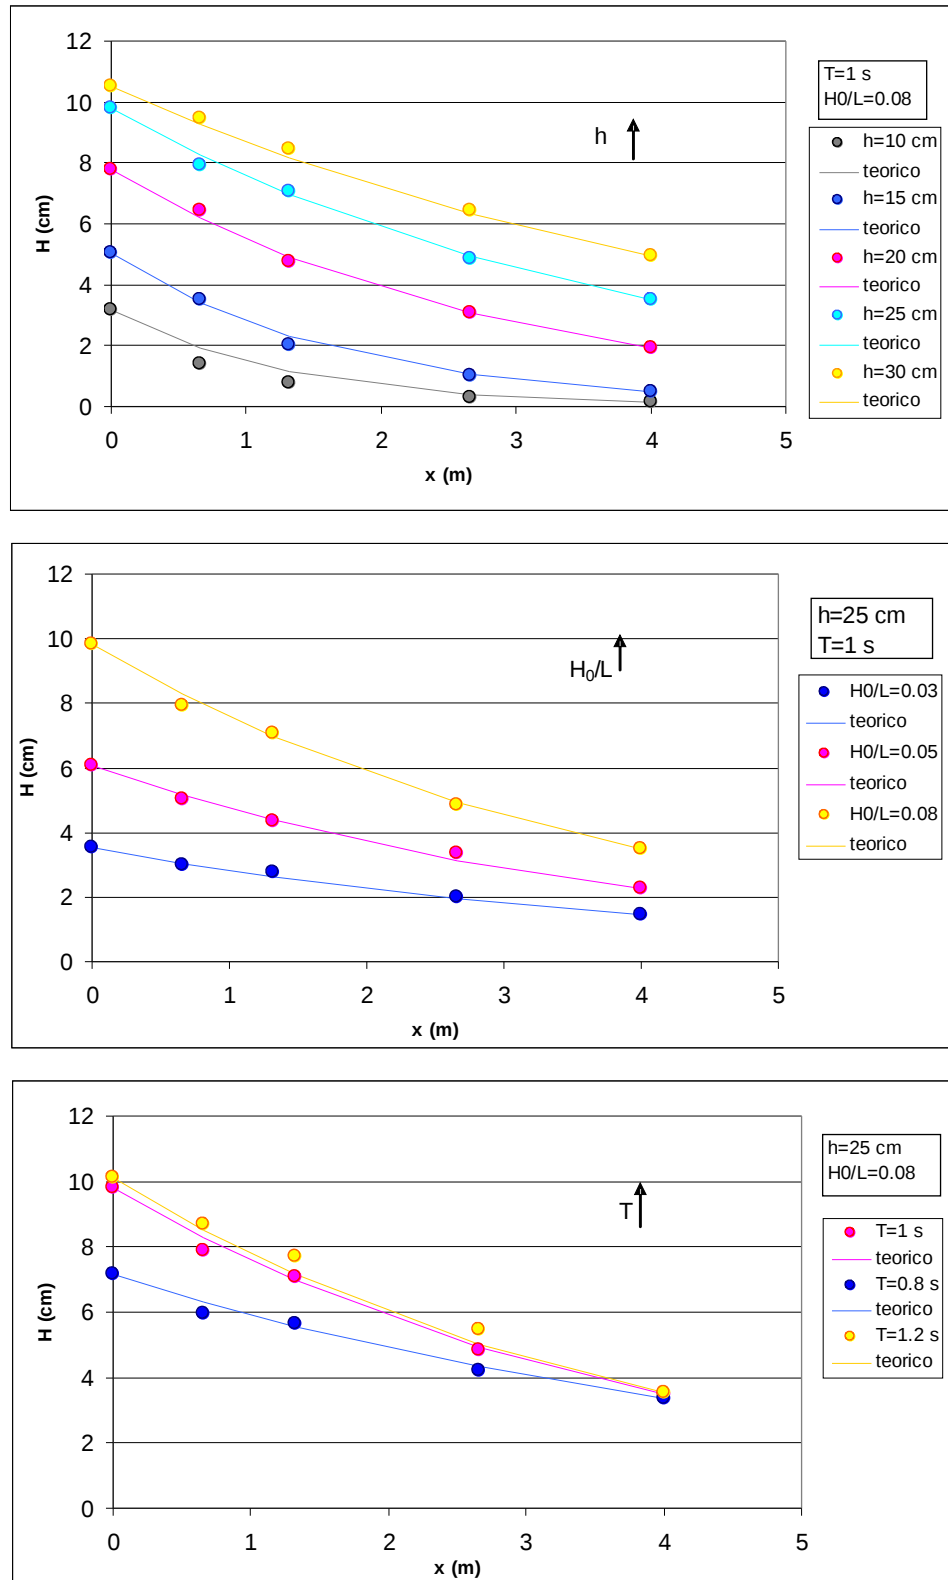 12
10
8
6
4
2
0
H (cm)
0 1 2 3 4 5
x (m)
h
T=1 s
H0/L=0.08
h=10 cm
teorico
h=15 cm
teorico
h=20 cm
teorico
h=25 cm
teorico
h=30 cm
teorico
12
10
8
6
4
2
0
H (cm)
0 1 2 3 4 5
x (m)
H₀/L
h=25 cm
T=1 s
H0/L=0.03
teorico
H0/L=0.05
teorico
H0/L=0.08
teorico
12
10
8
6
4
2
0
H (cm)
0 1 2 3 4 5
x (m)
T
h=25 cm
H0/L=0.08
T=1 s
teorico
T=0.8 s
teorico
T=1.2 s
teorico